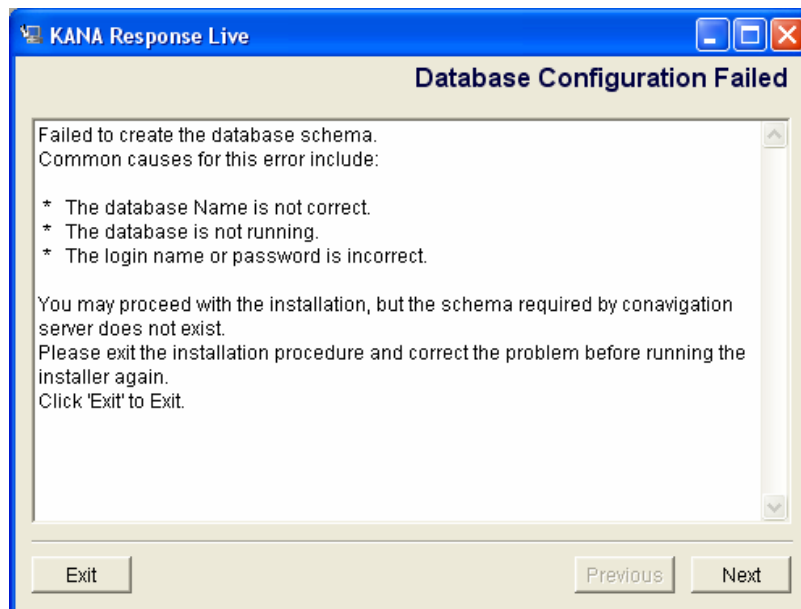 KANA Response Live
Database Configuration Failed
Failed to create the database schema.
Common causes for this error include:
* The database Name is not correct.
* The database is not running.
* The login name or password is incorrect.
You may proceed with the installation, but the schema required by conavigation
server does not exist.
Please exit the installation procedure and correct the problem before running the
installer again.
Click 'Exit' to Exit.
Exit
Previous
Next